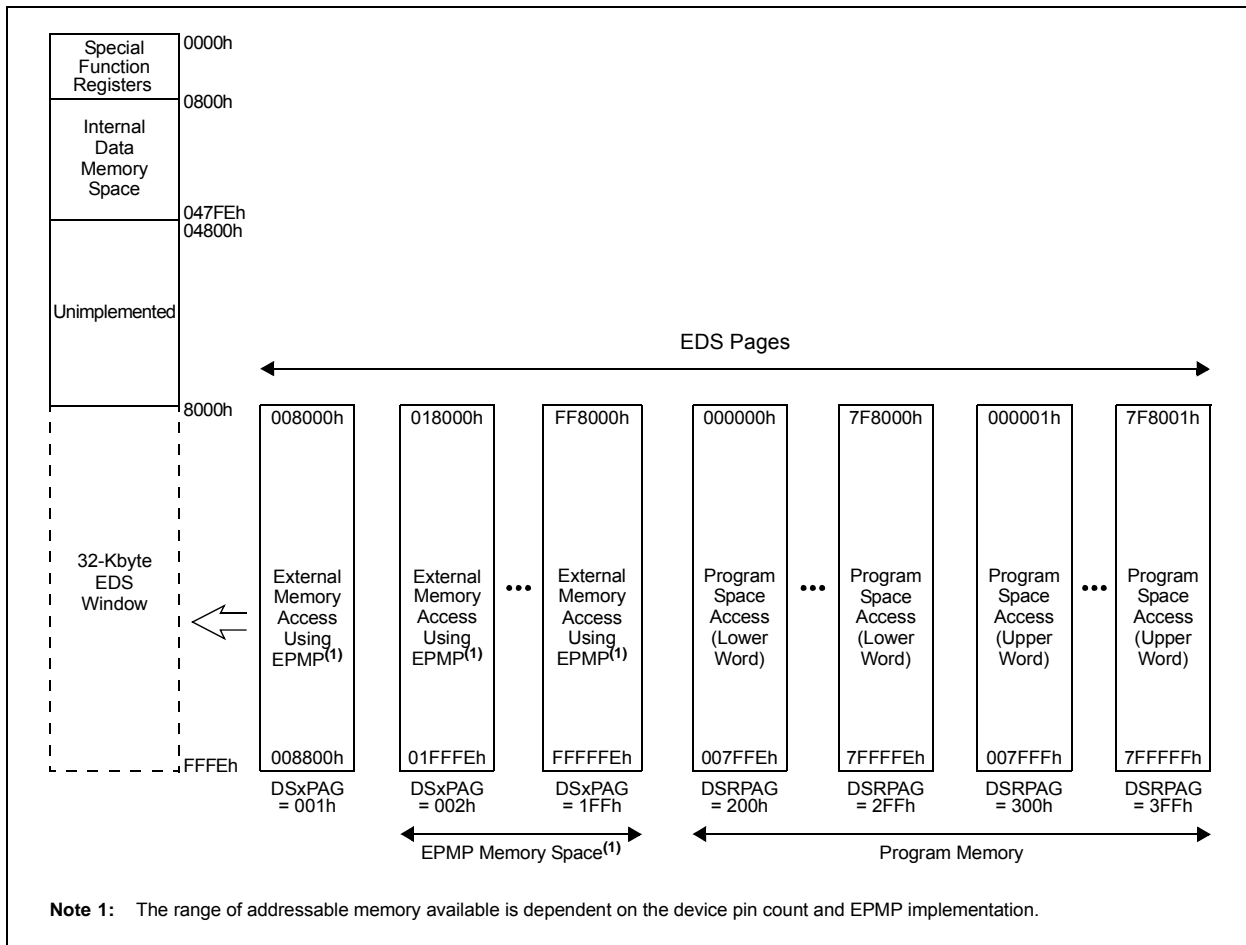 Special
Function
Registers
0000h
0800h
Internal
Data
Memory
Space
047FEh
04800h
Unimplemented
8000h
32-Kbyte
EDS
Window
FFFEh
EDS Pages
008000h
External
Memory
Access
Using
EPMP(1)
008800h
DSxPAG
= 001h
018000h
External
Memory
Access
Using
EPMP(1)
01FFFEh
DSxPAG
= 002h
•••
FF8000h
External
Memory
Access
Using
EPMP(1)
FFFFFEh
DSxPAG
= 1FFh
EPMP Memory Space(1)
000000h
Program
Space
Access
(Lower
Word)
007FFEh
DSRPAG
= 200h
•••
7F8000h
Program
Space
Access
(Lower
Word)
7FFFFEh
DSRPAG
= 2FFh
000001h
Program
Space
Access
(Upper
Word)
007FFFh
DSRPAG
= 300h
•••
7F8001h
Program
Space
Access
(Upper
Word)
7FFFFFh
DSRPAG
= 3FFh
Program Memory
Note 1: The range of addressable memory available is dependent on the device pin count and EPMP implementation.